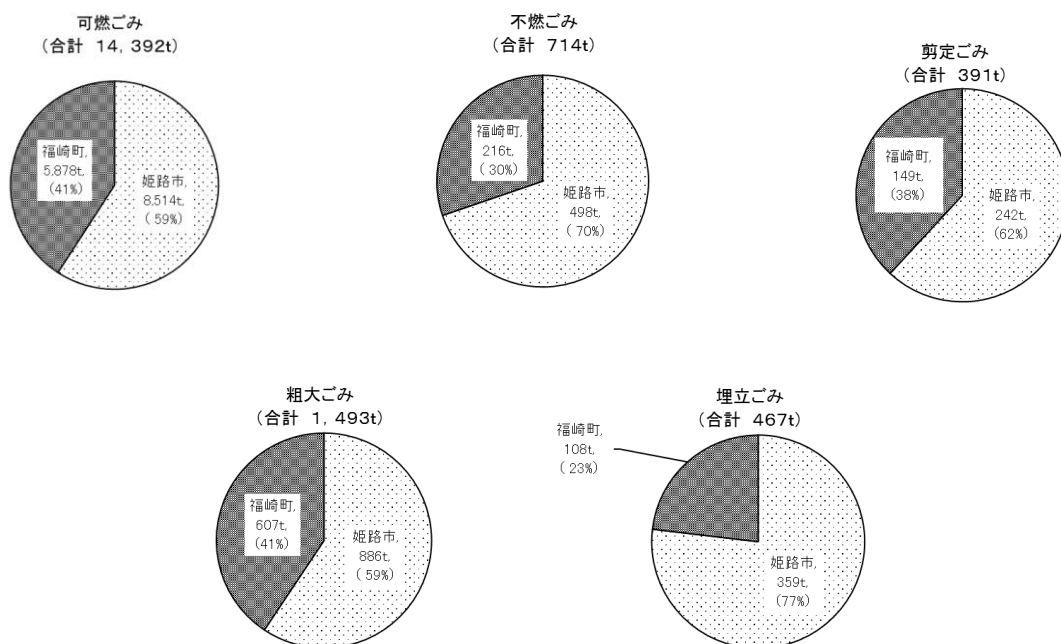 可燃ごみ
(合計 14,392t)
福崎町,
5,878t,
(41%)
姫路市,
8,514t,
(59%)
不燃ごみ
(合計 714t)
福崎町,
216t,
(30%)
姫路市,
498t,
(70%)
剪定ごみ
(合計 391t)
福崎町,
149t,
(38%)
姫路市,
242t,
(62%)
粗大ごみ
(合計 1,493t)
福崎町,
607t,
(41%)
姫路市,
886t,
(59%)
埋立ごみ
(合計 467t)
福崎町,
108t,
(23%)
姫路市,
359t,
(77%)